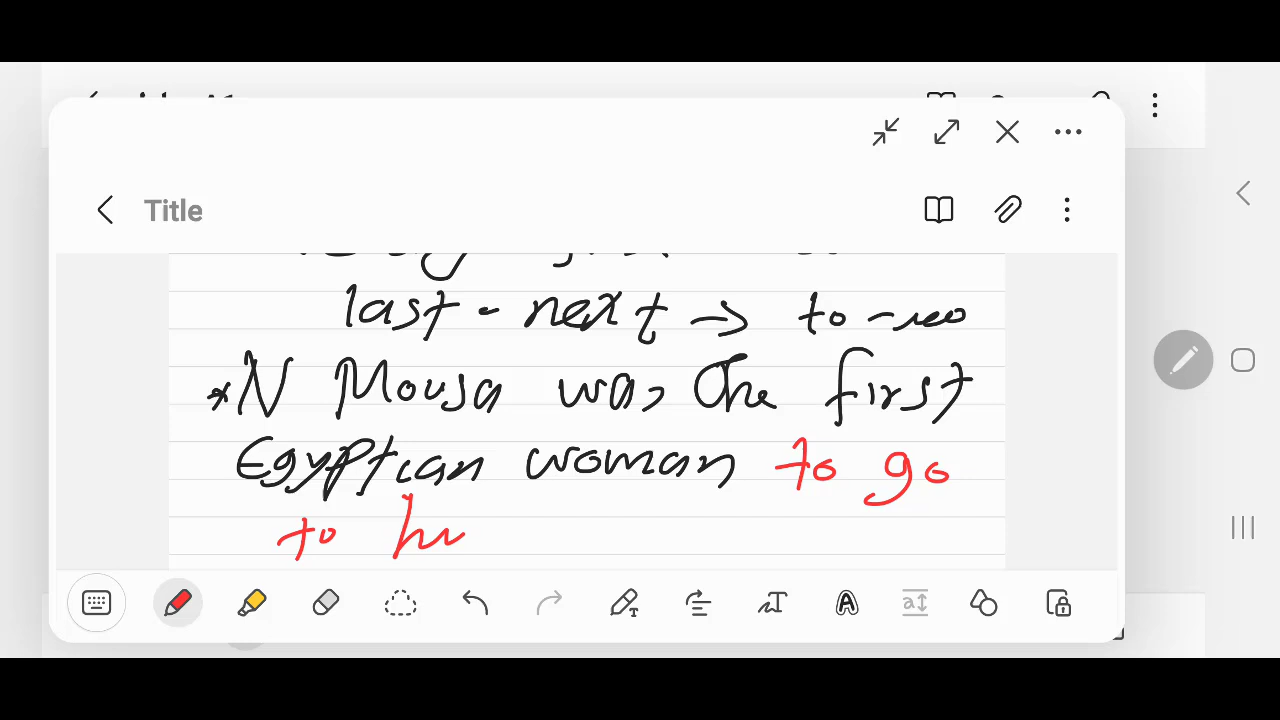 Title
last - next → to
* N Mousa was the first
Egyptian woman to go
to